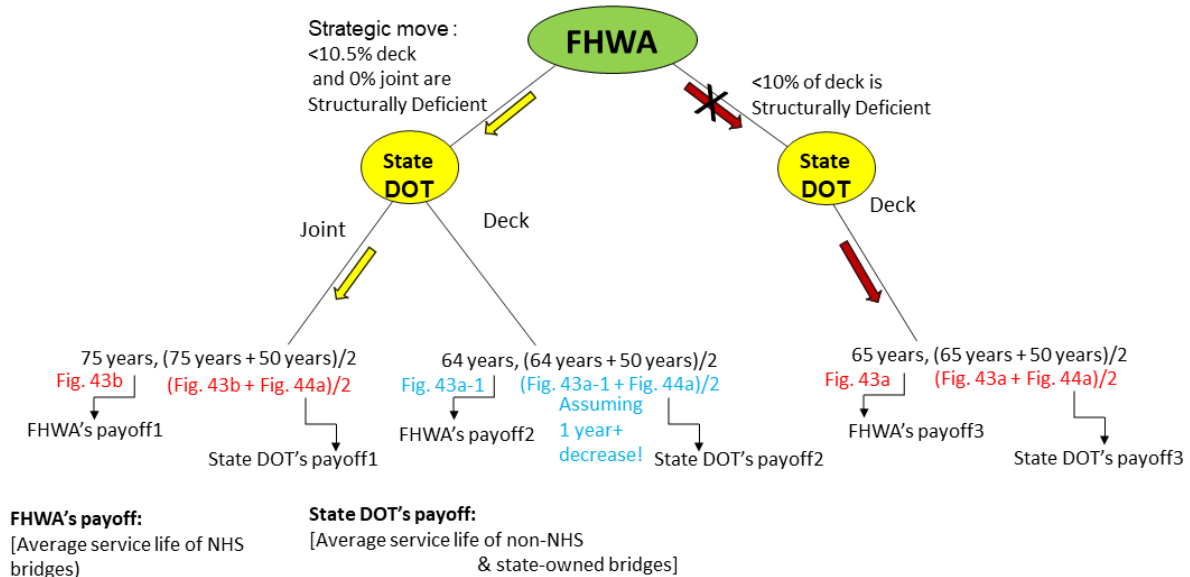 Strategic move :
<10.5% deck
and 0% joint are
Structurally Deficient
FHWA
<10% of deck is
Structurally Deficient
State
DOT
State
DOT
Joint
Deck
Deck
75 years, (75 years + 50 years)/2
Fig. 43b (Fig. 43b + Fig. 44a)/2
FHWA's payoff1
State DOT's payoff1
64 years, (64 years + 50 years)/2
Fig. 43a-1 (Fig. 43a-1 + Fig. 44a)/2
Assuming
1 year+
decrease!
FHWA's payoff2
State DOT's payoff2
65 years, (65 years + 50 years)/2
Fig. 43a (Fig. 43a + Fig. 44a)/2
FHWA's payoff3
State DOT's payoff3
FHWA's payoff:
[Average service life of NHS
bridges)
State DOT's payoff:
[Average service life of non-NHS
& state-owned bridges]